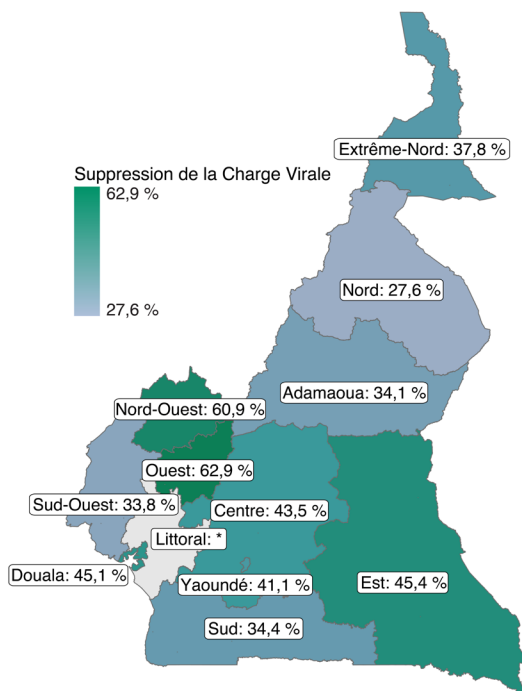 Extrême-Nord: 37,8 %
Suppression de la Charge Virale
62,9 %
27,6 %
Nord: 27,6 %
Adamaoua: 34,1 %
Nord-Ouest: 60,9 %
Ouest: 62,9 %
Sud-Ouest: 33,8 %
Centre: 43,5 %
Littoral: *
Douala: 45,1 %
Yaoundé: 41,1 %
Est: 45,4 %
Sud: 34,4 %